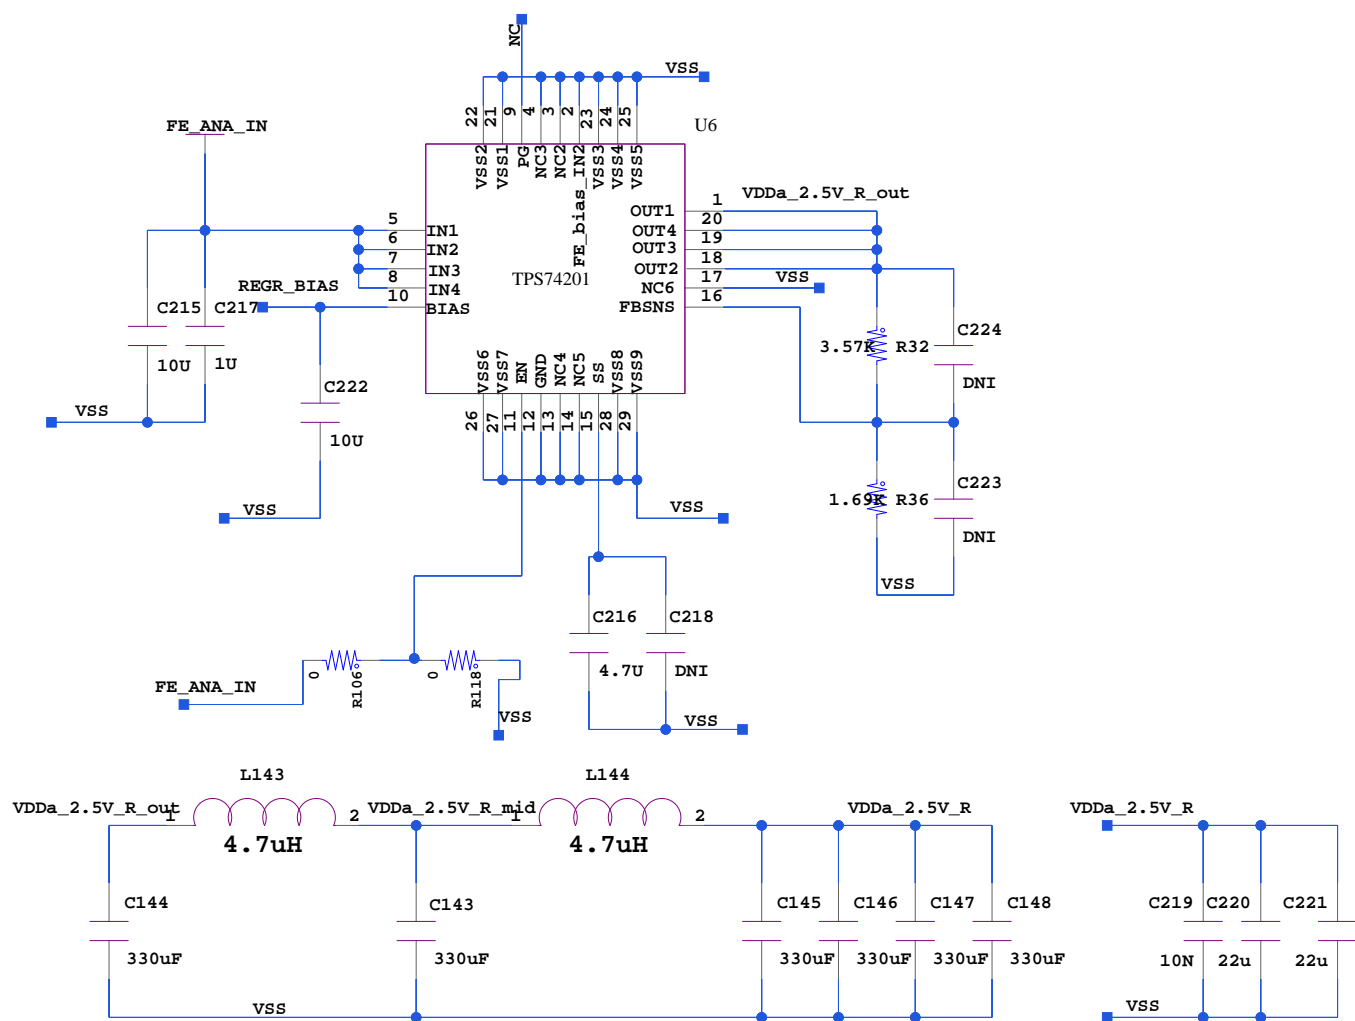 NC
VSS
22
21
9
4
3
2
23
24
25
U6
FE_ANA_IN
VSS2
VSS1
PG
NC3
NC2
FE_bias_IN2
VSS3
VSS4
VSS5
VDDa_2.5V_R_out
5
IN1
6
IN2
7
IN3
8
IN4
10
BIAS
TPS74201
OUT1
1
OUT4
20
OUT3
19
OUT2
18
NC6
17
VSS
FBSNS
16
REGR_BIAS
C215
C217
10U
1U
VSS
C222
10U
VSS
VSS6
VSS7
EN
GND
NC4
NC5
SS
VSS8
VSS9
26
27
11
12
13
14
15
28
29
VSS
3.57K
R32
C224
DNI
1.69K
R36
C223
DNI
VSS
C216
C218
4.7U
DNI
VSS
FE_ANA_IN
0
R106
0
R118
VSS
L143
L144
VDDa_2.5V_R_out
1
2
VDDa_2.5V_R_mid
1
2
VDDa_2.5V_R
VDDa_2.5V_R
4.7uH
4.7uH
C144
C143
C145
C146
C147
C148
C219
C220
C221
330uF
330uF
330uF
330uF
330uF
330uF
10N
22u
22u
VSS
VSS